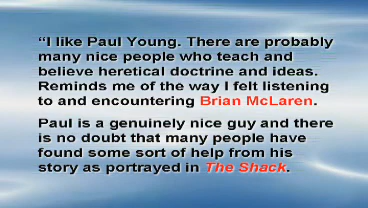 “I like Paul Young. There are probably
many nice people who teach and
believe heretical doctrine and ideas.
Reminds me of the way I felt listening
to and encountering Brian McLaren.
Paul is a genuinely nice guy and there
is no doubt that many people have
found some sort of help from his
story as portrayed in The Shack.